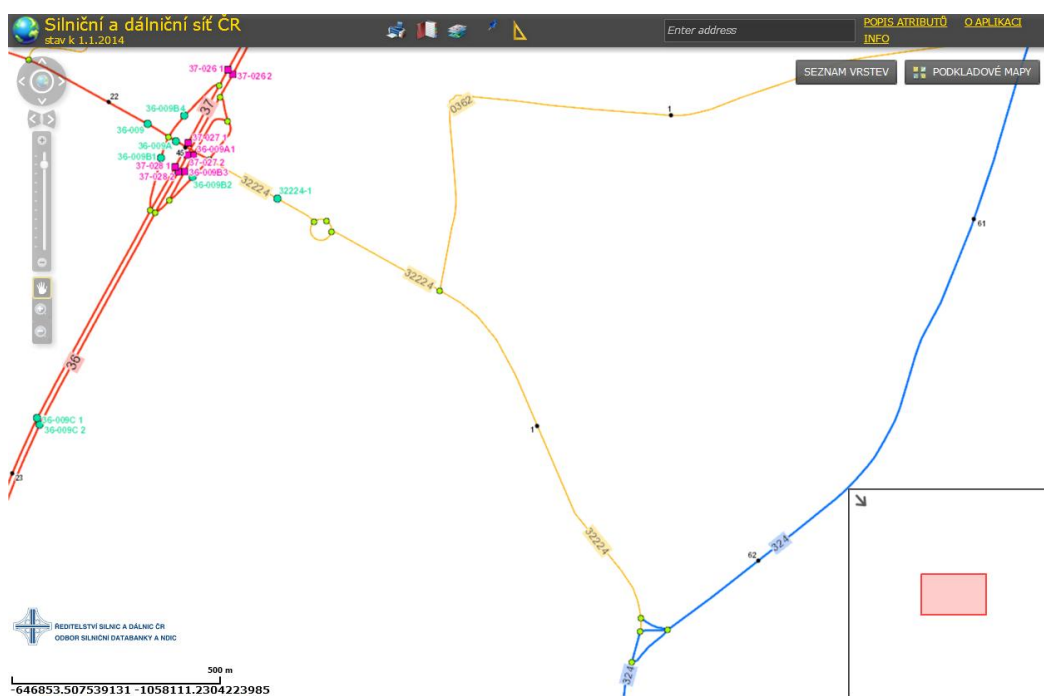 Silniční a dálniční síť ČR
stav k 1.1.2014
Enter address
POPIS ATRIBUTŮ
O APLIKACI
INFO
SEZNAM VRSTEV
PODKLADOVÉ MAPY
37-026 1
37-026 2
22
36-009B4
37
36-009
0362
1
36-009A
37-027 1
36-009A1
36-009B1
37-027 2
37-028 1
36-009B3
37-028 2
36-009B2
32224
32224-1
61
32224
36
36-009C 1
36-009C 2
1
23
32224
324
62
ŘEDITELSTVÍ SILNIC A DÁLNIC ČR
ODBOR SILNIČNÍ DATABANKY A NDIC
324
500 m
-646853.507539131 -1058111.2304223985